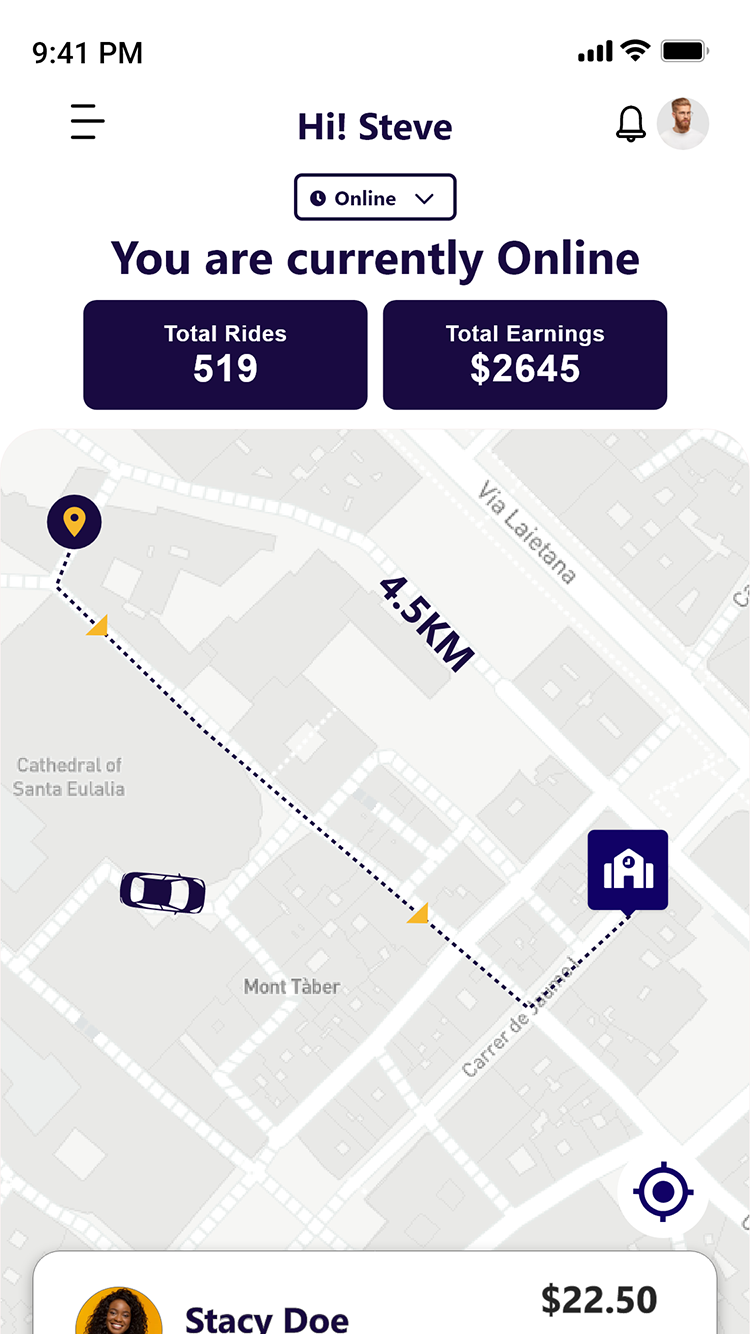 9:41 PM
Hi! Steve
Online
You are currently Online
Total Rides
519
Total Earnings
$2645
Via Laietana
4.5KM
Cathedral of
Santa Eulalia
Mont Tàber
Carrer de Jaume I
$22.50
Stacy Doe